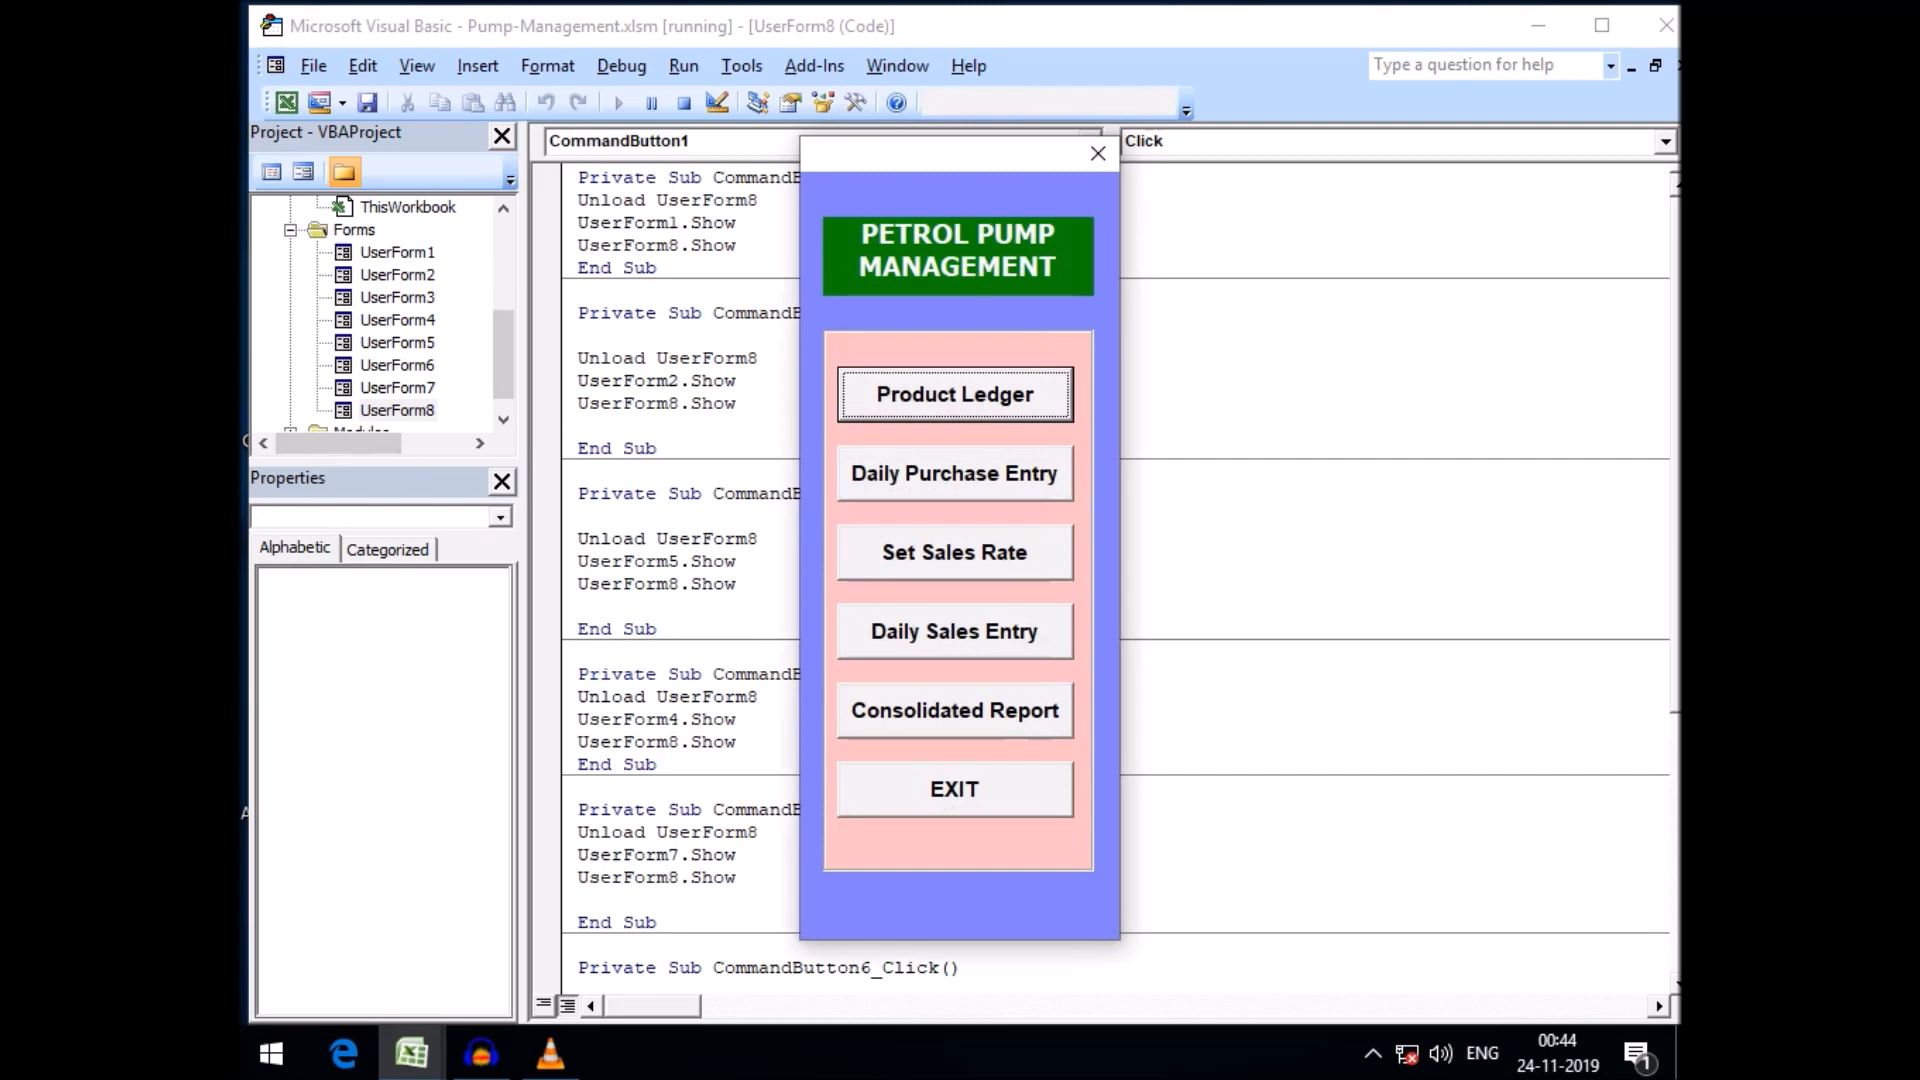 Microsoft Visual Basic - Pump-Management.xlsm [running] - [UserForm8 (Code)]
File Edit View Insert Format Debug Run Tools Add-Ins Window Help
Type a question for help
Project - VBAProject
ThisWorkbook
Forms
UserForm1
UserForm2
UserForm3
UserForm4
UserForm5
UserForm6
UserForm7
UserForm8
Properties
Alphabetic Categorized
CommandButton1
Click
Private Sub CommandB
Unload UserForm8
UserForm1.Show
UserForm8.Show
End Sub
Private Sub CommandB
Unload UserForm8
UserForm2.Show
UserForm8.Show
End Sub
Private Sub CommandB
Unload UserForm8
UserForm5.Show
UserForm8.Show
End Sub
Private Sub CommandB
Unload UserForm8
UserForm4.Show
UserForm8.Show
End Sub
Private Sub CommandB
Unload UserForm8
UserForm7.Show
UserForm8.Show
End Sub
Private Sub CommandButton6_Click()
PETROL PUMP
MANAGEMENT
Product Ledger
Daily Purchase Entry
Set Sales Rate
Daily Sales Entry
Consolidated Report
EXIT
ENG
00:44
24-11-2019
1